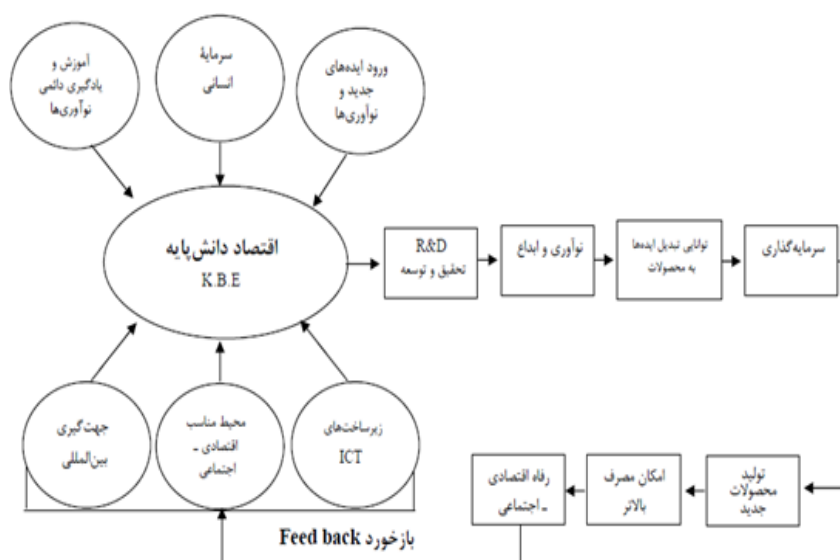 آموزش و
یادگیری دائمی
نوآوری‌ها
سرمایهٔ
انسانی
ورود ایده‌های
جدید و
نوآوری‌ها
اقتصاد دانش‌پایه
K.B.E
R&D
تحقیق و توسعه
نوآوری و ابداع
توانایی تبدیل ایده‌ها
به محصولات
سرمایه‌گذاری
جهت‌گیری
بین‌المللی
محیط مناسب
اقتصادی ـ
اجتماعی
زیرساخت‌های
ICT
تولید
محصولات
جدید
امکان مصرف
بالاتر
رفاه اقتصادی
ـ اجتماعی
بازخورد Feed back